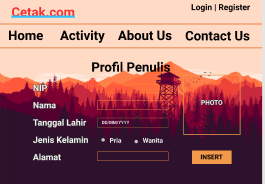 Cetak.com
Login | Register
Home Activity About Us Contact Us
Profil Penulis
NIP
Nama
PHOTO
Tanggal Lahir DD/MM/YYYY
Jenis Kelamin Pria Wanita
Alamat INSERT